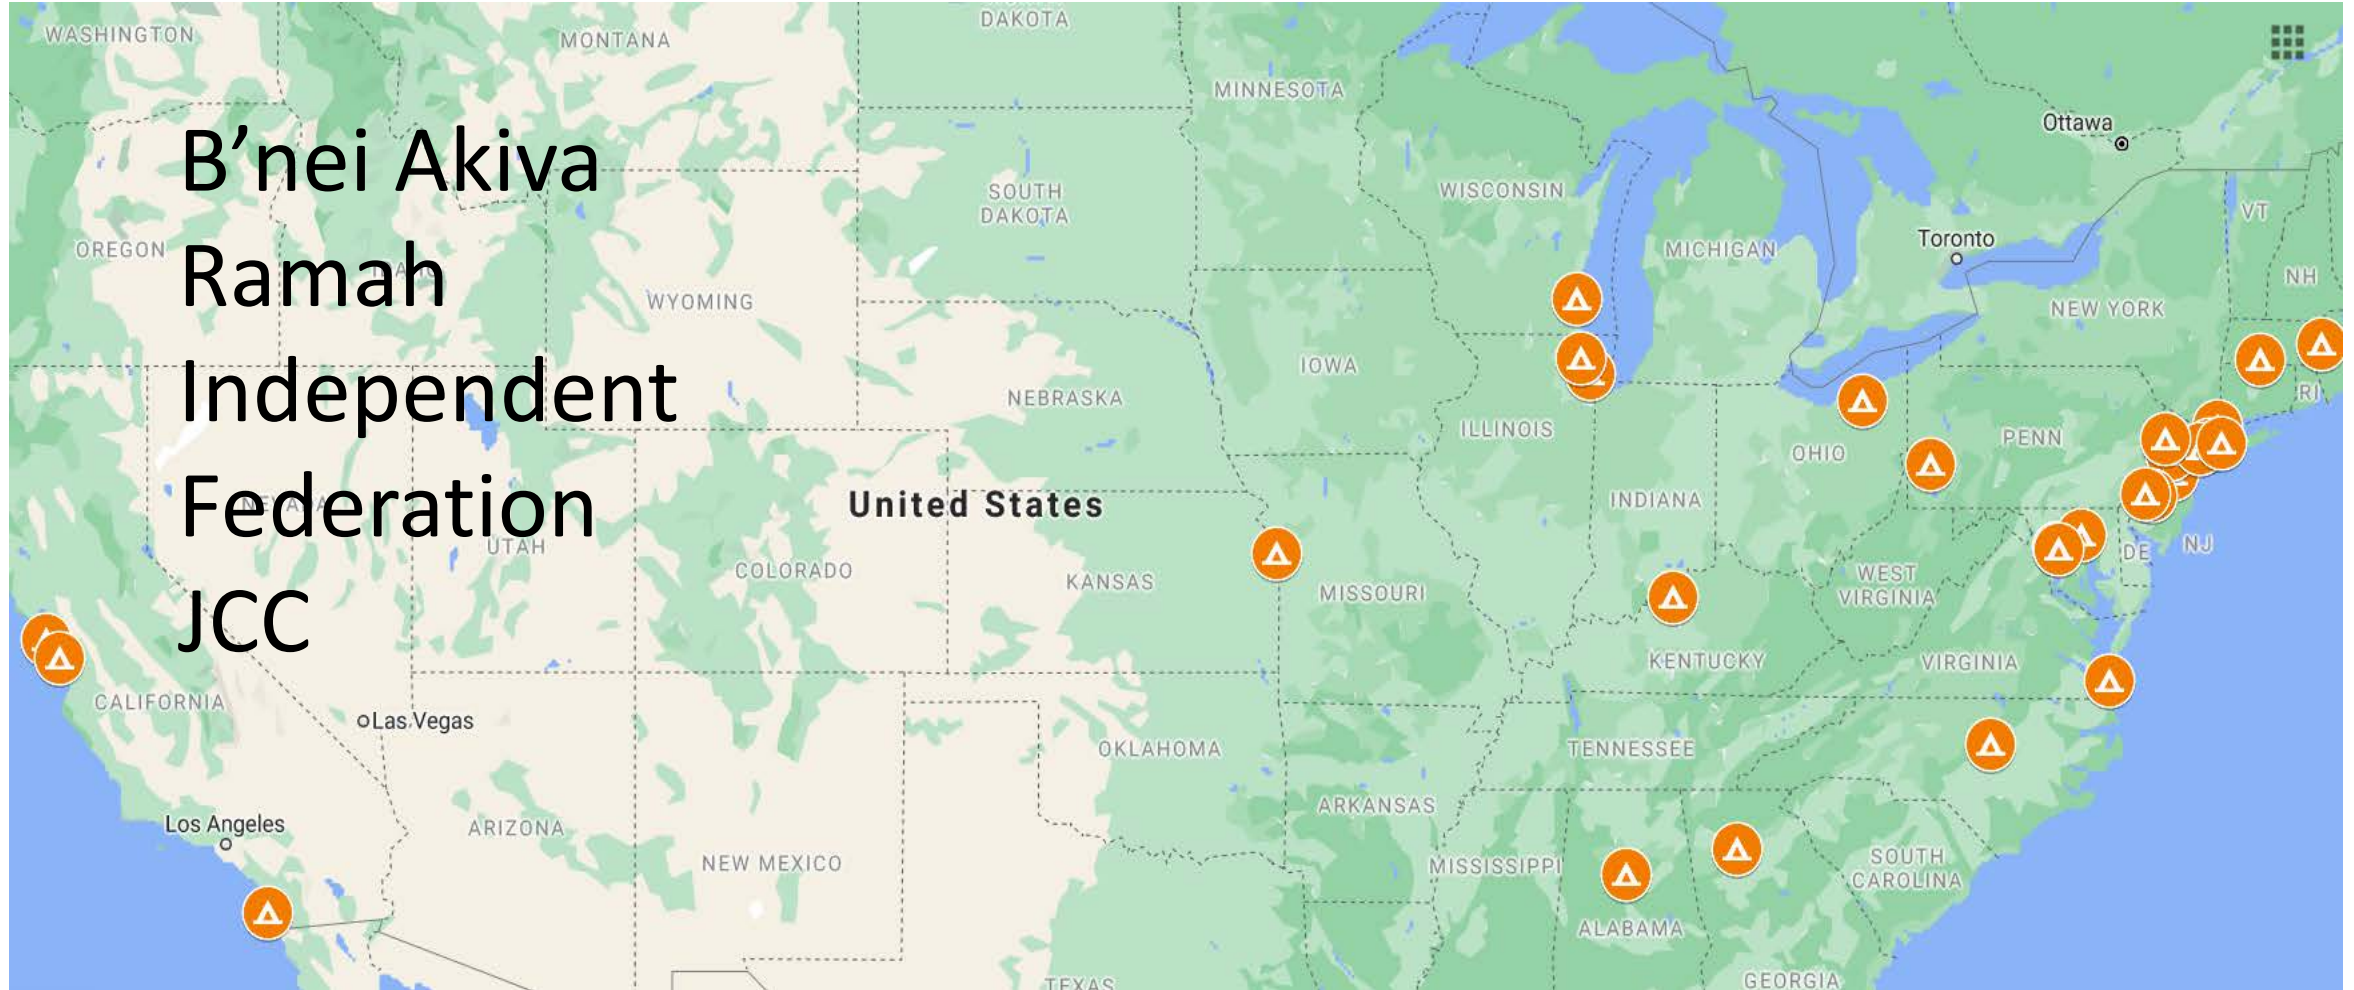 B’nei Akiva
Ramah
Independent
Federation
JCC
WASHINGTON
MONTANA
DAKOTA
MINNESOTA
Ottawa
OREGON
IDAHO
SOUTH
DAKOTA
WISCONSIN
MICHIGAN
Toronto
VT
NH
WYOMING
NEW YORK
IOWA
NEBRASKA
ILLINOIS
OHIO
PENN
RI
NEVADA
United States
INDIANA
UTAH
COLORADO
KANSAS
MISSOURI
WEST
VIRGINIA
DE
NJ
KENTUCKY
VIRGINIA
CALIFORNIA
Las Vegas
OKLAHOMA
TENNESSEE
Los Angeles
ARIZONA
ARKANSAS
NEW MEXICO
MISSISSIPPI
SOUTH
CAROLINA
ALABAMA
TEXAS
GEORGIA